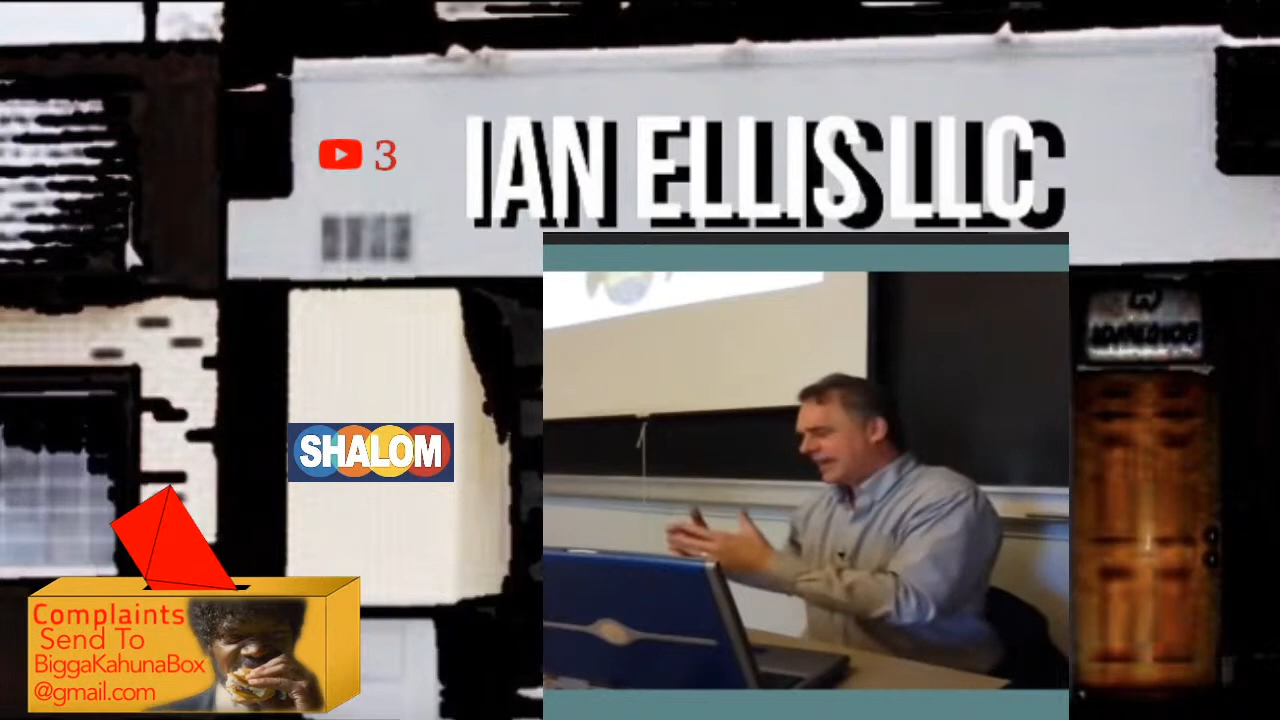 3
IAN ELLIS LLC
SHALOM
Complaints
Send To
BiggaKahunaBox
@gmail.com